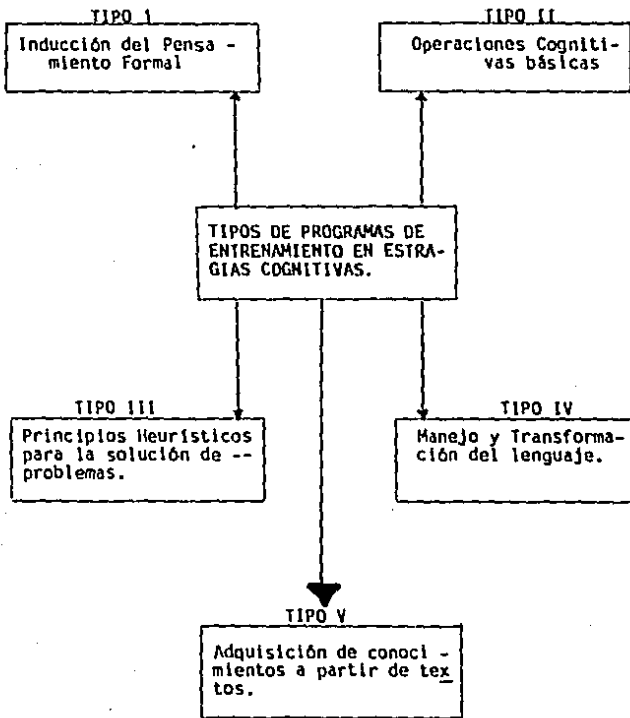 TIPO I
Inducción del Pensa -
miento Formal
TIPO II
Operaciones Cogniti-
vas básicas
TIPOS DE PROGRAMAS DE
ENTRENAMIENTO EN ESTRA-
GIAS COGNITIVAS.
TIPO III
Principios Heurísticos
para la solución de --
problemas.
TIPO IV
Manejo y Transforma-
ción del lenguaje.
TIPO V
Adquisición de conoci -
mientos a partir de tex
tos.